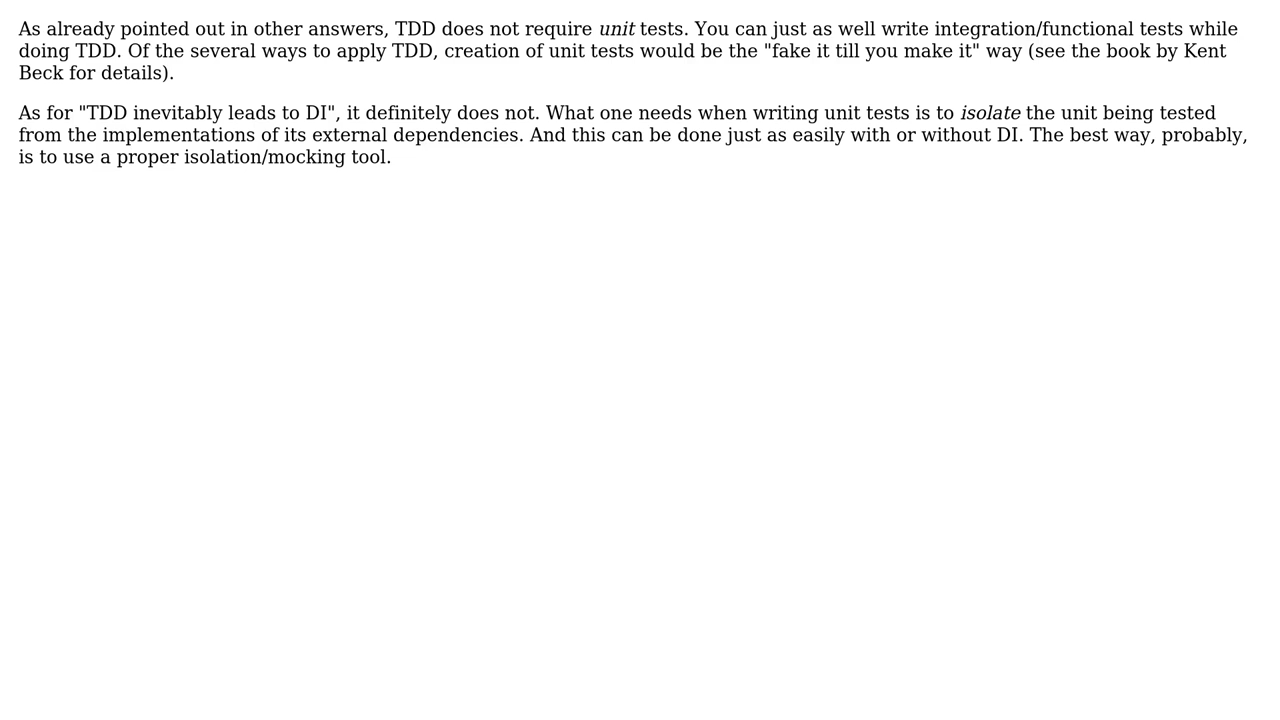 As already pointed out in other answers, TDD does not require unit tests. You can just as well write integration/functional tests while
doing TDD. Of the several ways to apply TDD, creation of unit tests would be the "fake it till you make it" way (see the book by Kent
Beck for details).
As for "TDD inevitably leads to DI", it definitely does not. What one needs when writing unit tests is to isolate the unit being tested
from the implementations of its external dependencies. And this can be done just as easily with or without DI. The best way, probably,
is to use a proper isolation/mocking tool.